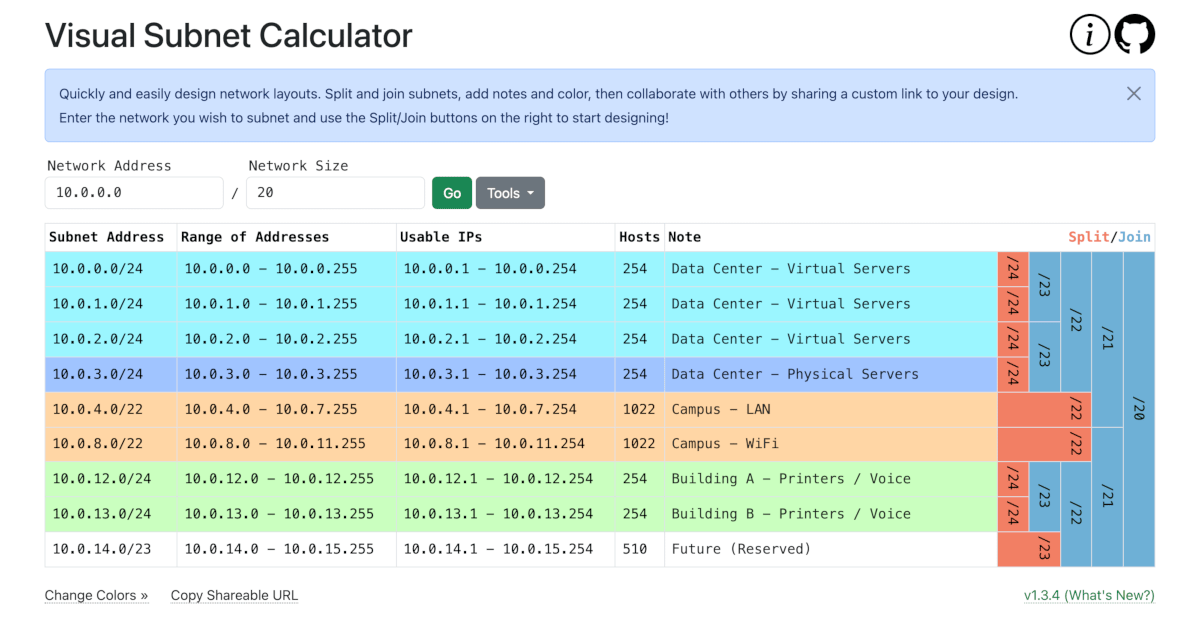 Visual Subnet Calculator
i
Quickly and easily design network layouts. Split and join subnets, add notes and color, then collaborate with others by sharing a custom link to your design.
Enter the network you wish to subnet and use the Split/Join buttons on the right to start designing!
Network Address Network Size
10.0.0.0 / 20 Go Tools
Subnet Address Range of Addresses Usable IPs Hosts Note Split/Join
10.0.0.0/24 10.0.0.0 – 10.0.0.255 10.0.0.1 – 10.0.0.254 254 Data Center – Virtual Servers /24 /23 /22 /21 /20
10.0.1.0/24 10.0.1.0 – 10.0.1.255 10.0.1.1 – 10.0.1.254 254 Data Center – Virtual Servers /24
10.0.2.0/24 10.0.2.0 – 10.0.2.255 10.0.2.1 – 10.0.2.254 254 Data Center – Virtual Servers /24 /23
10.0.3.0/24 10.0.3.0 – 10.0.3.255 10.0.3.1 – 10.0.3.254 254 Data Center – Physical Servers /24
10.0.4.0/22 10.0.4.0 – 10.0.7.255 10.0.4.1 – 10.0.7.254 1022 Campus – LAN /22
10.0.8.0/22 10.0.8.0 – 10.0.11.255 10.0.8.1 – 10.0.11.254 1022 Campus – WiFi /22 /21
10.0.12.0/24 10.0.12.0 – 10.0.12.255 10.0.12.1 – 10.0.12.254 254 Building A – Printers / Voice /24 /23 /22
10.0.13.0/24 10.0.13.0 – 10.0.13.255 10.0.13.1 – 10.0.13.254 254 Building B – Printers / Voice /24
10.0.14.0/23 10.0.14.0 – 10.0.15.255 10.0.14.1 – 10.0.15.254 510 Future (Reserved) /23
Change Colors » Copy Shareable URL v1.3.4 (What's New?)